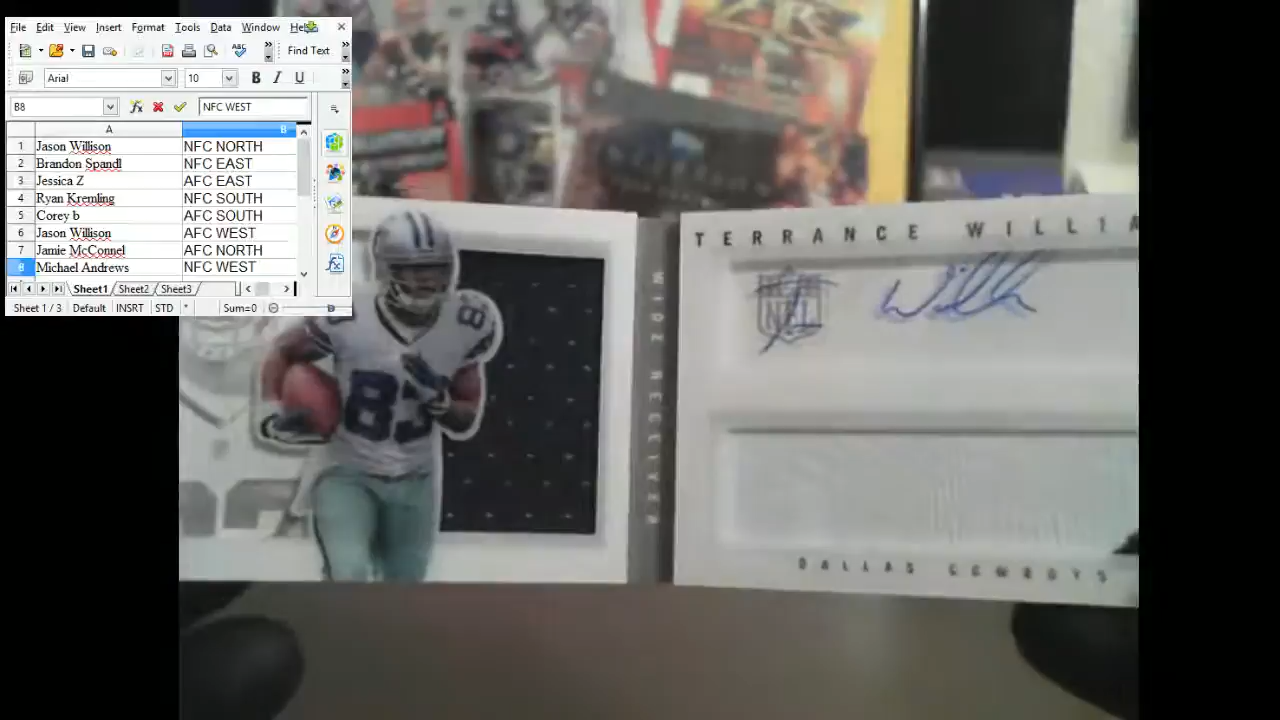 File Edit View Insert Format Tools Data Window Help
Find Text
Arial 10 B I U
B8 NFC WEST
A B
1 Jason Willison NFC NORTH
2 Brandon Spandl NFC EAST
3 Jessica Z AFC EAST
4 Ryan Kremling NFC SOUTH
5 Corey b AFC SOUTH
6 Jason Willison AFC WEST
7 Jamie McConnel AFC NORTH
8 Michael Andrews NFC WEST
Sheet1 Sheet2 Sheet3
Sheet 1 / 3 Default INSRT STD * Sum=0
83
WIDE RECEIVER
TERRANCE WILLIA
NFL
DALLAS COWBOYS